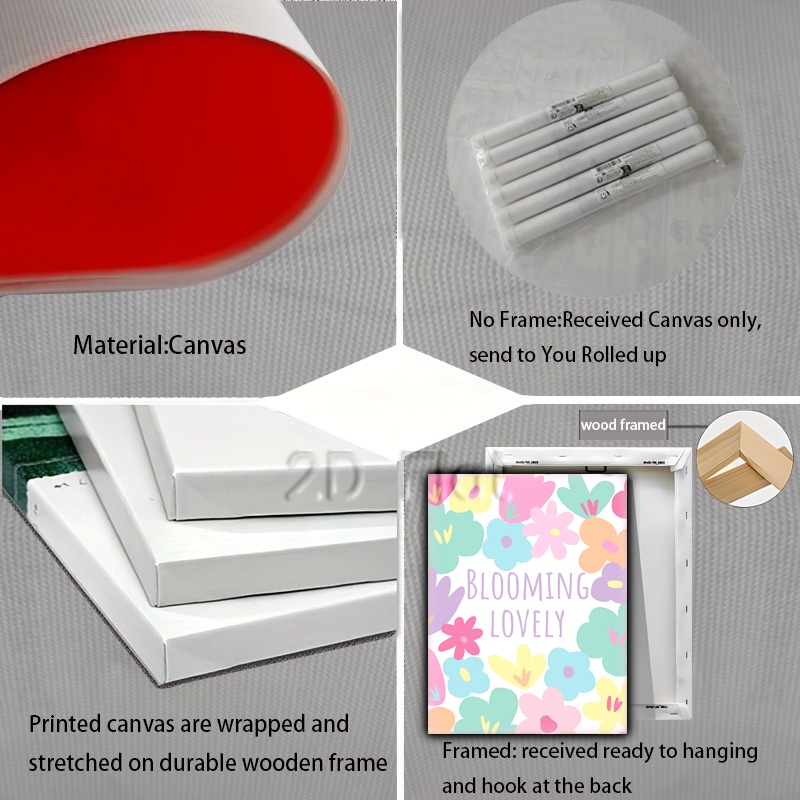 Material:Canvas
No Frame:Received Canvas only,
send to You Rolled up
wood framed
2D
BLOOMING
LOVELY
Printed canvas are wrapped and
stretched on durable wooden frame
Framed: received ready to hanging
and hook at the back